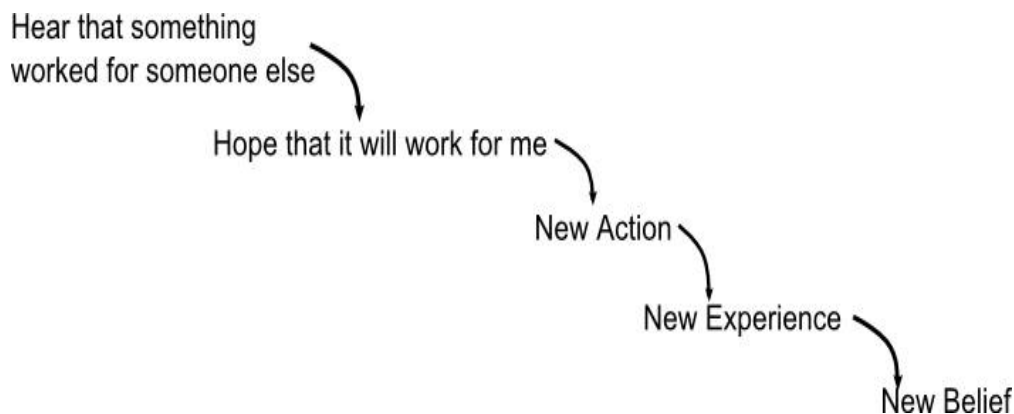 Hear that something
worked for someone else
Hope that it will work for me
New Action
New Experience
New Belief